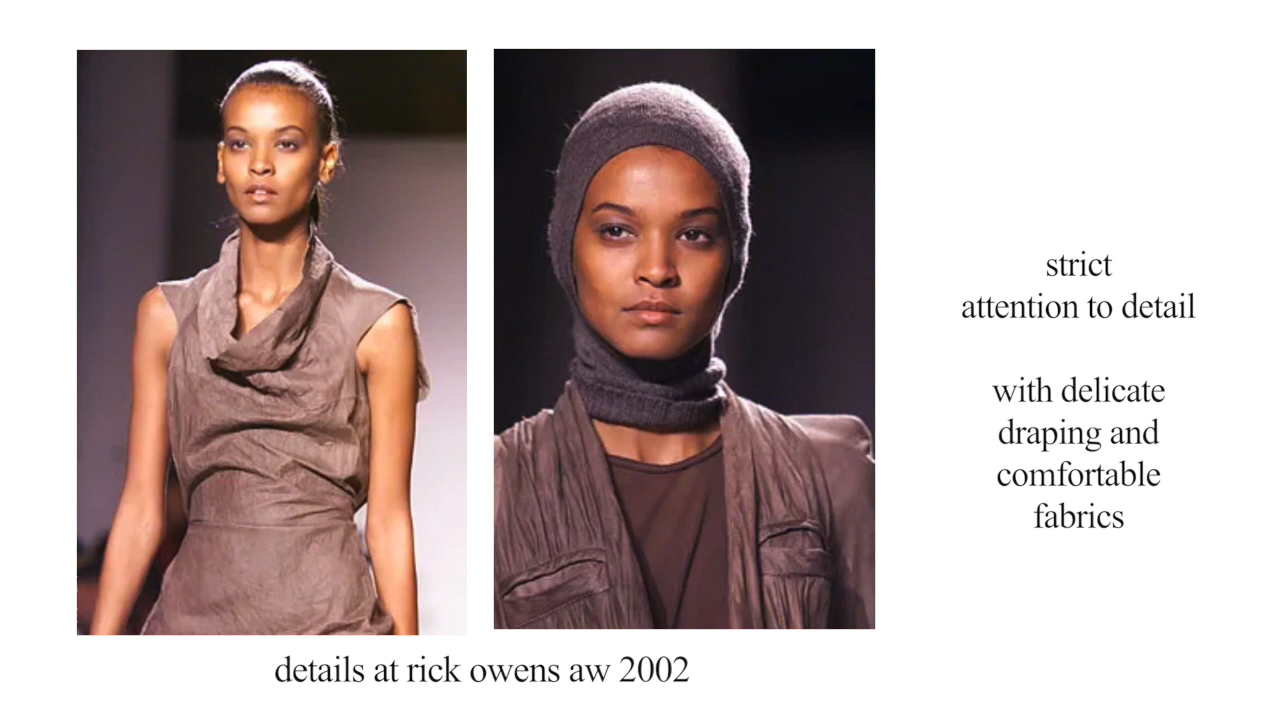 strict
attention to detail
with delicate
draping and
comfortable
fabrics
details at rick owens aw 2002